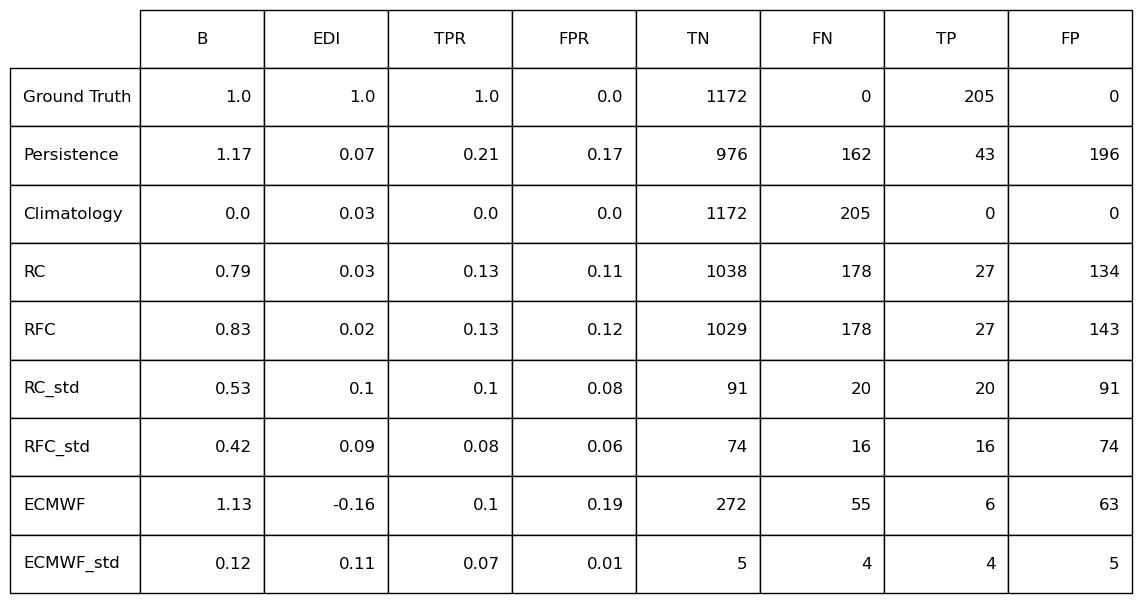 B EDI TPR FPR TN FN TP FP
Ground Truth 1.0 1.0 1.0 0.0 1172 0 205 0
Persistence 1.17 0.07 0.21 0.17 976 162 43 196
Climatology 0.0 0.03 0.0 0.0 1172 205 0 0
RC 0.79 0.03 0.13 0.11 1038 178 27 134
RFC 0.83 0.02 0.13 0.12 1029 178 27 143
RC_std 0.53 0.1 0.1 0.08 91 20 20 91
RFC_std 0.42 0.09 0.08 0.06 74 16 16 74
ECMWF 1.13 -0.16 0.1 0.19 272 55 6 63
ECMWF_std 0.12 0.11 0.07 0.01 5 4 4 5